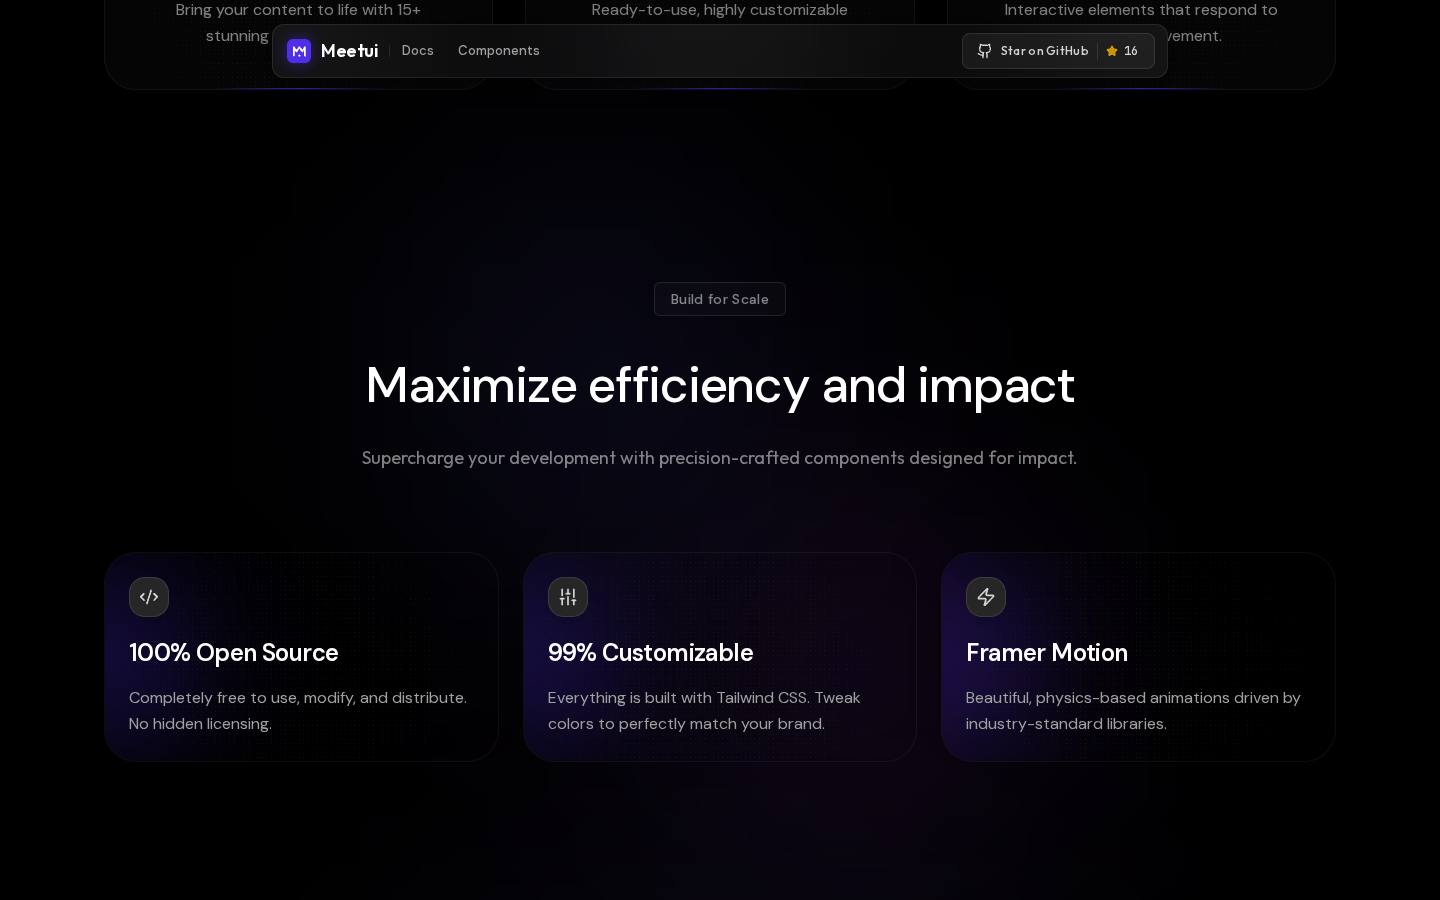 Bring your content to life with 15+
stunning
Ready-to-use, highly customizable
Interactive elements that respond to
vement.
Meetui
Docs
Components
Star on GitHub
16
Build for Scale
Maximize efficiency and impact
Supercharge your development with precision-crafted components designed for impact.
100% Open Source
Completely free to use, modify, and distribute.
No hidden licensing.
99% Customizable
Everything is built with Tailwind CSS. Tweak
colors to perfectly match your brand.
Framer Motion
Beautiful, physics-based animations driven by
industry-standard libraries.